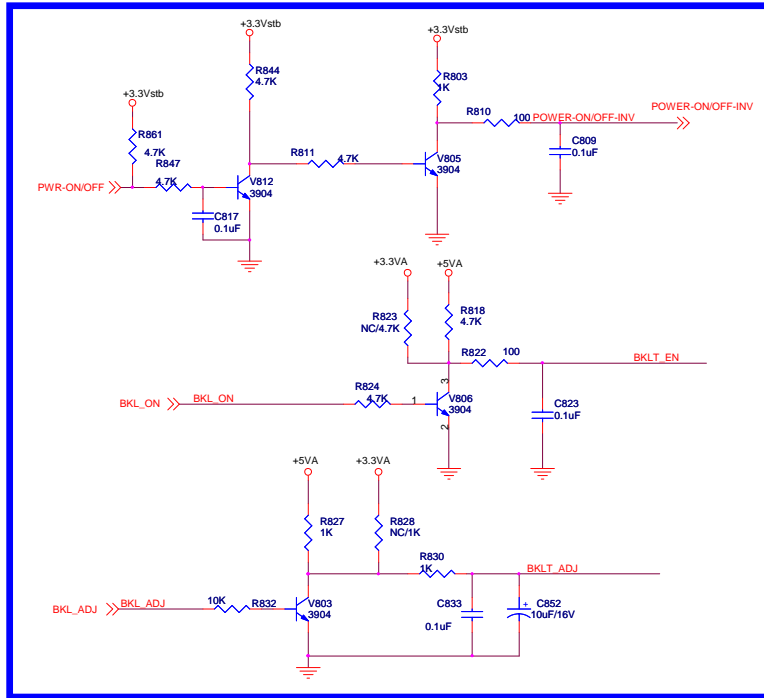 +3.3Vstb
+3.3Vstb
R844
4.7K
R803
1K
+3.3Vstb
POWER-ON/OFF-INV
R810
100
POWER-ON/OFF-INV
R861
4.7K
C809
0.1uF
R847
4.7K
R811
4.7K
V805
3904
PWR-ON/OFF
V812
3904
C817
0.1uF
+3.3VA
+5VA
R823
NC/4.7K
R818
4.7K
R822
100
BKLT_EN
3
R824
4.7K
BKL_ON
BKL_ON
1
V806
3904
C823
0.1uF
2
+5VA
+3.3VA
R827
1K
R828
NC/1K
R830
1K
BKLT_ADJ
BKL_ADJ
BKL_ADJ
10K
R832
V803
3904
C833
0.1uF
+
C852
10uF/16V